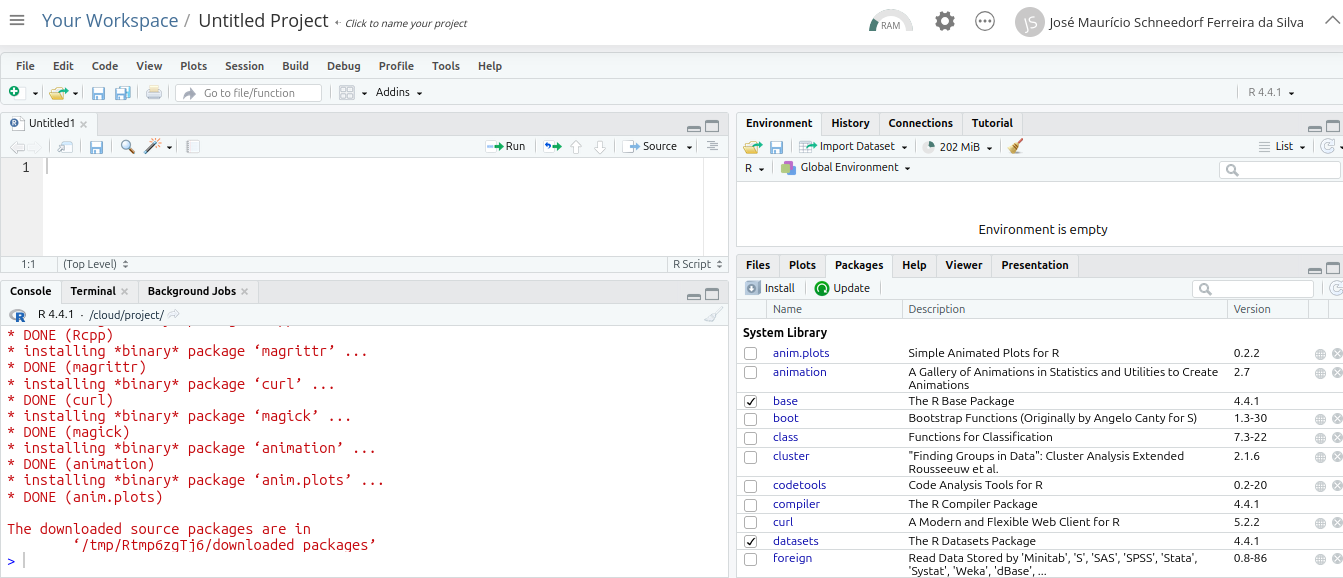 Your Workspace / Untitled Project Click to name your project
RAM
JS
José Maurício Schneedorf Ferreira da Silva
File Edit Code View Plots Session Build Debug Profile Tools Help
Go to file/function
Addins
R 4.4.1
Untitled1
Run
Source
1
1:1
(Top Level)
R Script
Console Terminal Background Jobs
R 4.4.1 · /cloud/project/
* DONE (Rcpp)
* installing *binary* package ‘magrittr’ ...
* DONE (magrittr)
* installing *binary* package ‘curl’ ...
* DONE (curl)
* installing *binary* package ‘magick’ ...
* DONE (magick)
* installing *binary* package ‘animation’ ...
* DONE (animation)
* installing *binary* package ‘anim.plots’ ...
* DONE (anim.plots)
The downloaded source packages are in
‘/tmp/Rtmp6zgTj6/downloaded_packages’
>
Environment History Connections Tutorial
Import Dataset
202 MiB
List
R
Global Environment
Environment is empty
Files Plots Packages Help Viewer Presentation
Install Update
Name Description Version
System Library
anim.plots Simple Animated Plots for R 0.2.2
animation A Gallery of Animations in Statistics and Utilities to Create 2.7
Animations
base The R Base Package 4.4.1
boot Bootstrap Functions (Originally by Angelo Canty for S) 1.3-30
class Functions for Classification 7.3-22
cluster "Finding Groups in Data": Cluster Analysis Extended 2.1.6
Rousseeuw et al.
codetools Code Analysis Tools for R 0.2-20
compiler The R Compiler Package 4.4.1
curl A Modern and Flexible Web Client for R 5.2.2
datasets The R Datasets Package 4.4.1
foreign Read Data Stored by 'Minitab', 'S', 'SAS', 'SPSS', 'Stata', 0.8-86
'Systat', 'Weka', 'dBase', ...